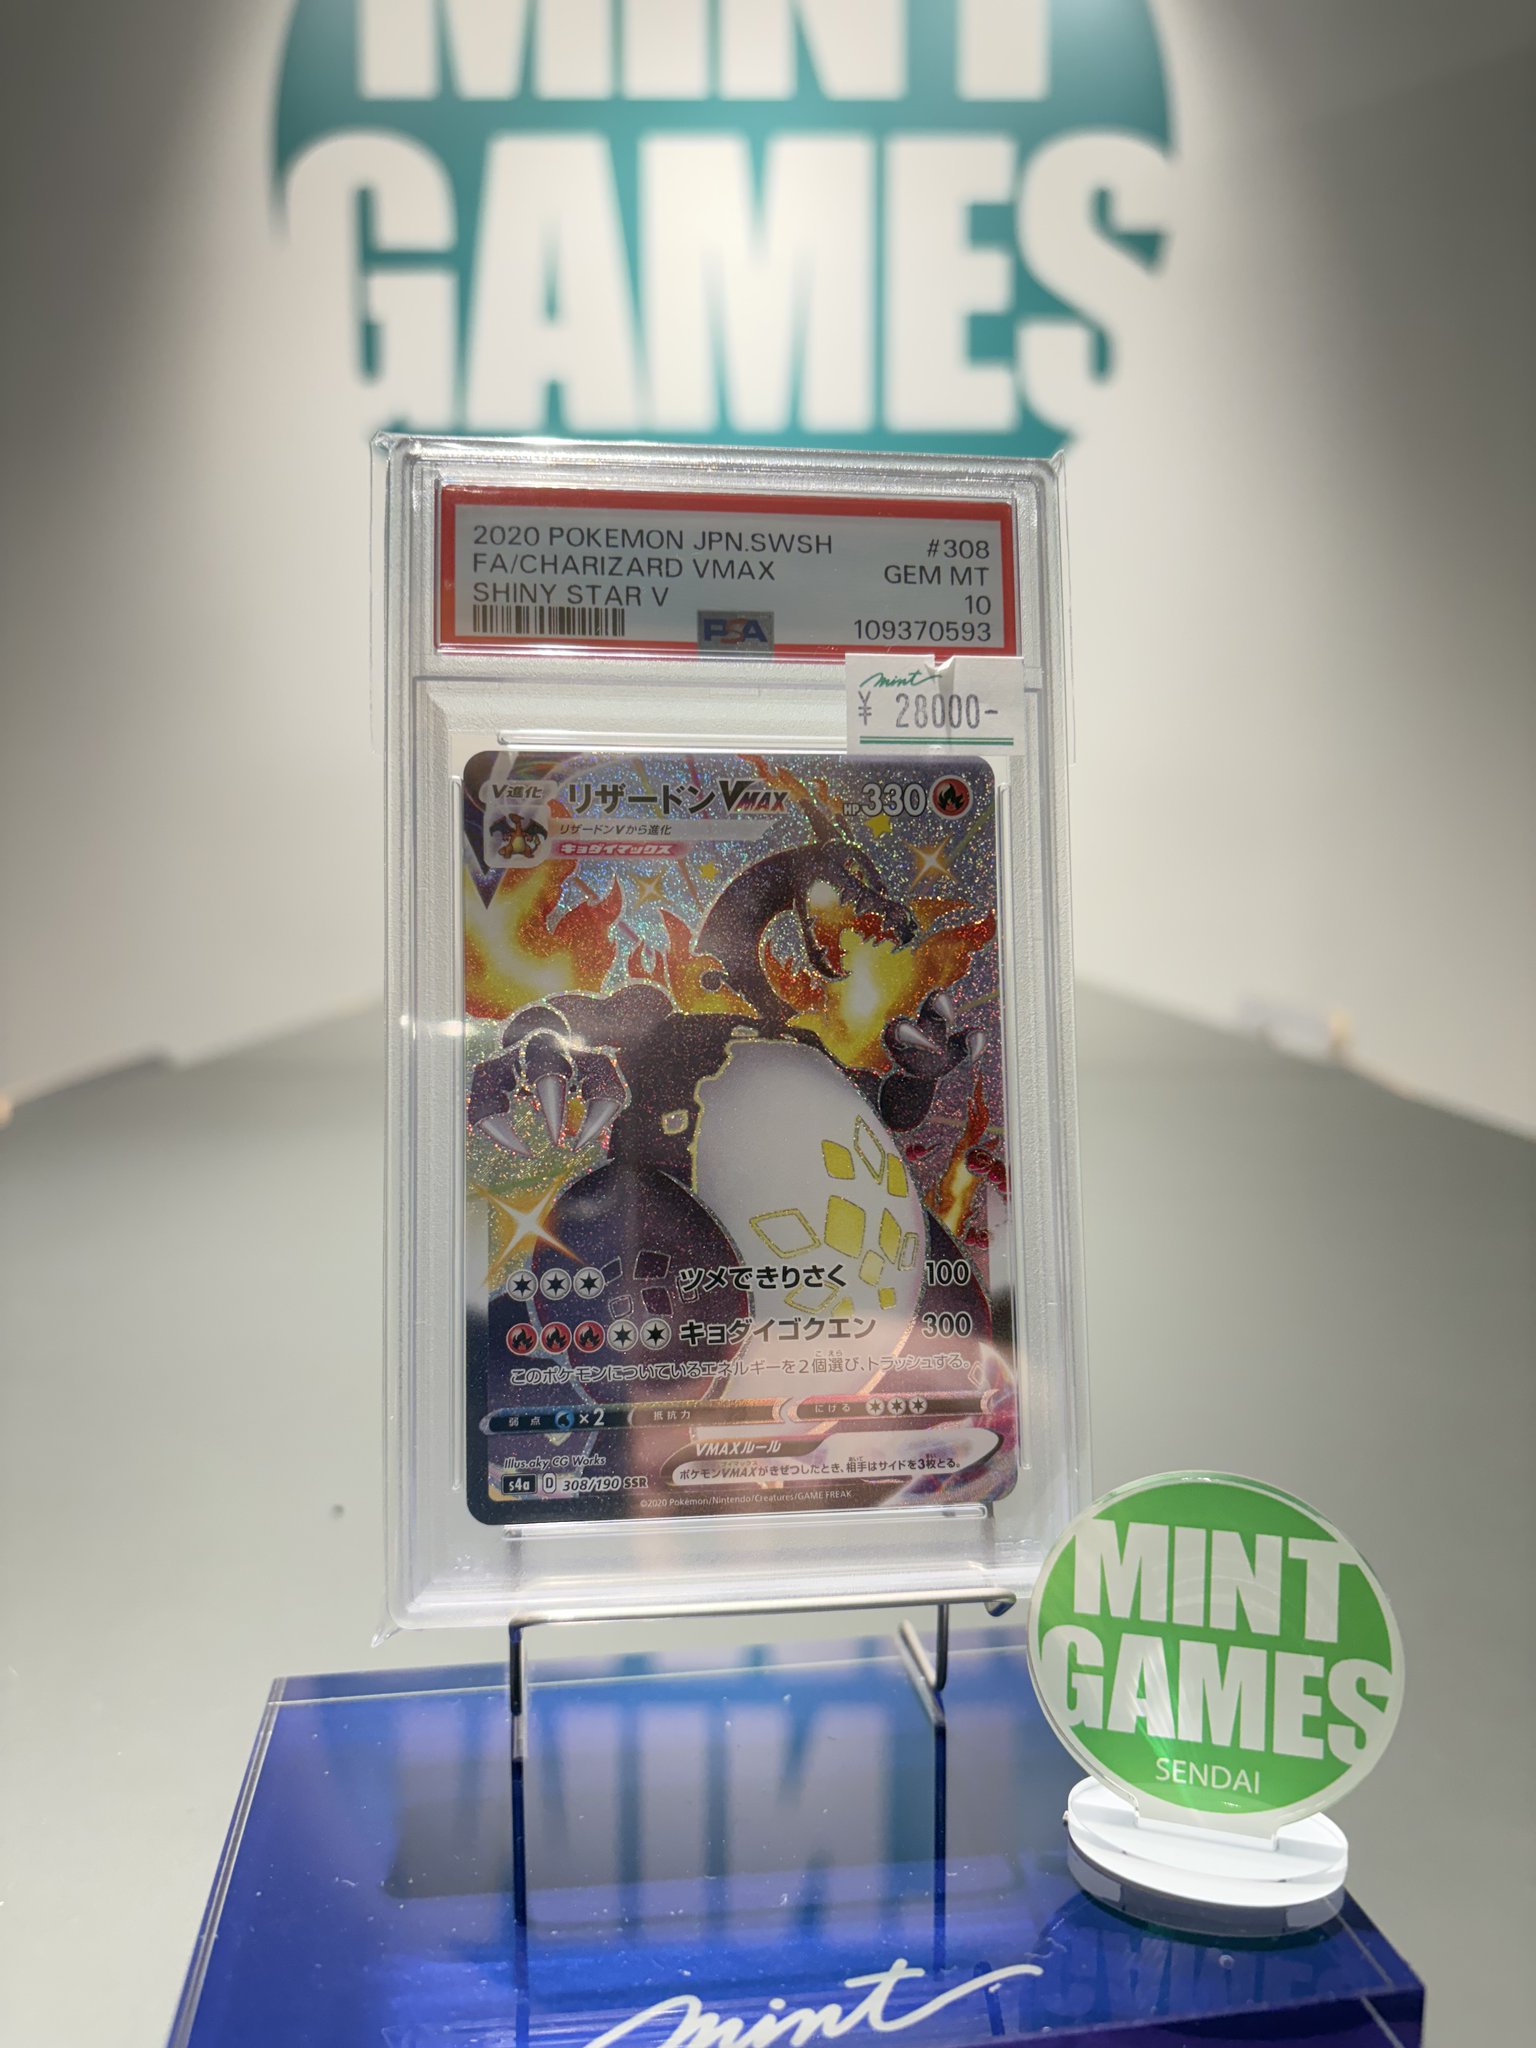 MINT
GAMES
2020 POKEMON JPN.SWSH #308
FA/CHARIZARD VMAX GEM MT
SHINY STAR V 10
PSA 109370593
mint
¥ 28000-
V進化 リザードンVMAX HP330
リザードンVから進化
キョダイマックス
ツメできりさく 100
キョダイゴクエン 300
このポケモンについているエネルギーを2個選び、トラッシュする。
弱点 ×2 抵抗力 にげる
VMAXルール
ポケモンVMAXがきぜつしたとき、相手はサイドを3枚とる。
Illus.aky CG Works
s4a D 308/190 SSR
©2020 Pokémon/Nintendo/Creatures/GAME FREAK.
MINT
GAMES
SENDAI
mint